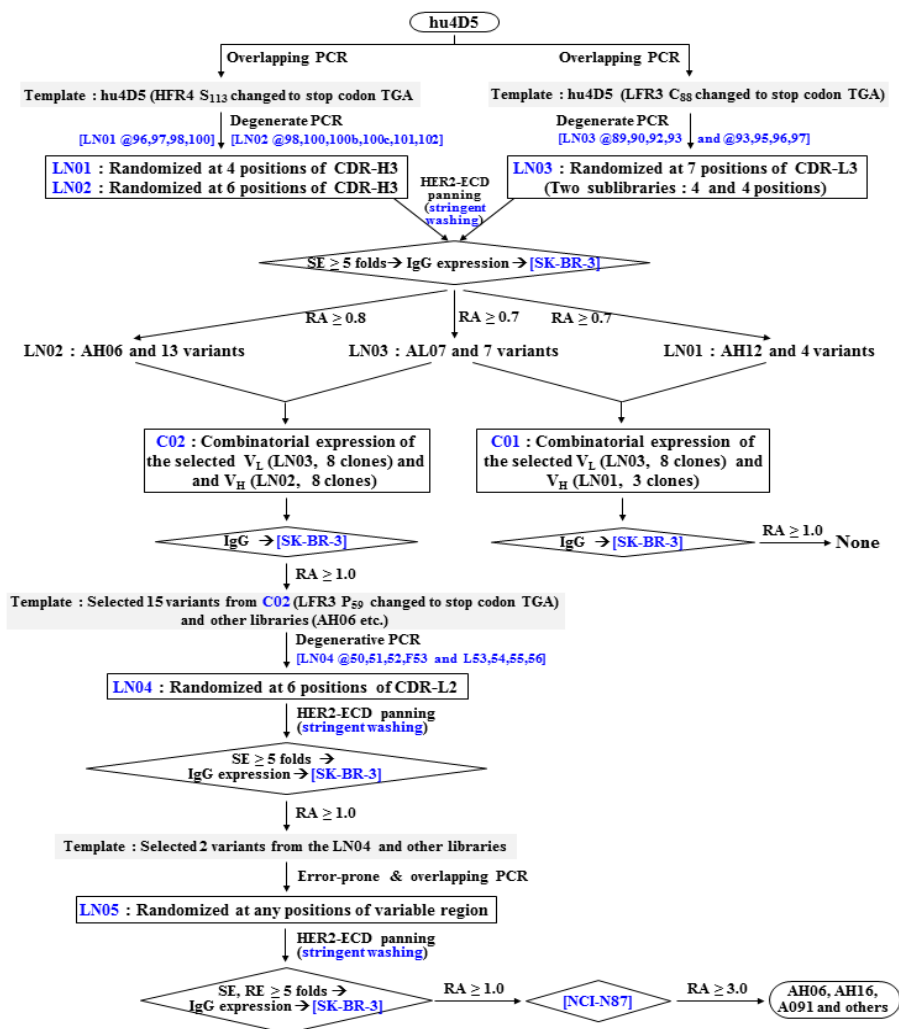 hu4D5
Overlapping PCR
Overlapping PCR
Template : hu4D5 (HFR4 S113 changed to stop codon TGA
Template : hu4D5 (LFR3 C88 changed to stop codon TGA)
Degenerate PCR
[LN01 @96,97,98,100] [LN02 @98,100,100b,100c,101,102]
Degenerate PCR
[LN03 @89,90,92,93 and @93,95,96,97]
LN01 : Randomized at 4 positions of CDR-H3
LN02 : Randomized at 6 positions of CDR-H3
LN03 : Randomized at 7 positions of CDR-L3
(Two sublibraries : 4 and 4 positions)
HER2-ECD
panning
(stringent
washing)
SE ≥ 5 folds→ IgG expression →[SK-BR-3]
RA ≥ 0.8
RA ≥ 0.7
RA ≥ 0.7
LN02 : AH06 and 13 variants
LN03 : AL07 and 7 variants
LN01 : AH12 and 4 variants
C02 : Combinatorial expression of
the selected VL (LN03, 8 clones) and
and VH (LN02, 8 clones)
C01 : Combinatorial expression of
the selected VL (LN03, 8 clones) and
VH (LN01, 3 clones)
IgG →[SK-BR-3]
IgG →[SK-BR-3]
RA ≥ 1.0
None
RA ≥ 1.0
Template : Selected 15 variants from C02 (LFR3 P59 changed to stop codon TGA)
and other libraries (AH06 etc.)
Degenerative PCR
[LN04 @50,51,52,F53 and L53,54,55,56]
LN04 : Randomized at 6 positions of CDR-L2
HER2-ECD panning
(stringent washing)
SE ≥ 5 folds →
IgG expression →[SK-BR-3]
RA ≥ 1.0
Template : Selected 2 variants from the LN04 and other libraries
Error-prone & overlapping PCR
LN05 : Randomized at any positions of variable region
HER2-ECD panning
(stringent washing)
SE, RE ≥ 5 folds →
IgG expression →[SK-BR-3]
RA ≥ 1.0
[NCI-N87]
RA ≥ 3.0
AH06, AH16,
A091 and others